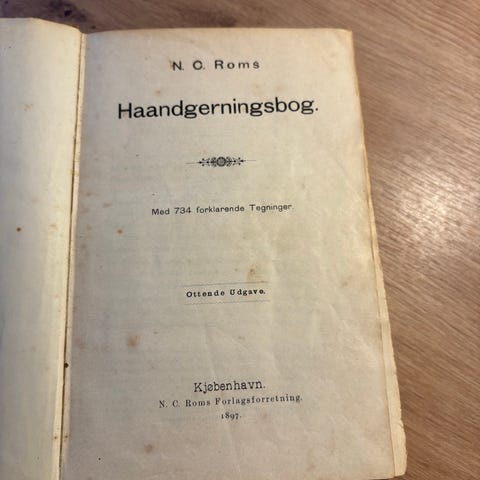 N. C. Roms
Haandgerningsbog.
Med 734 forklarende Tegninger.
Ottende Udgave.
Kjøbenhavn.
N. C. Roms Forlagsforretning.
1897.